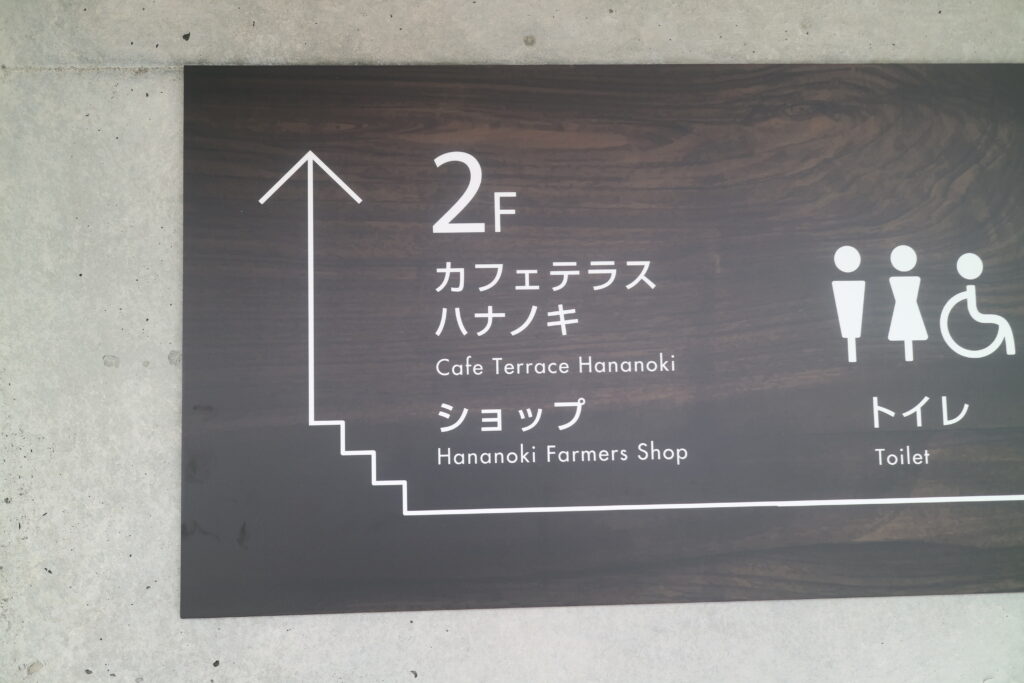 2F
カフェテラス
ハナノキ
Cafe Terrace Hananoki
ショップ
Hananoki Farmers Shop
トイレ
Toilet